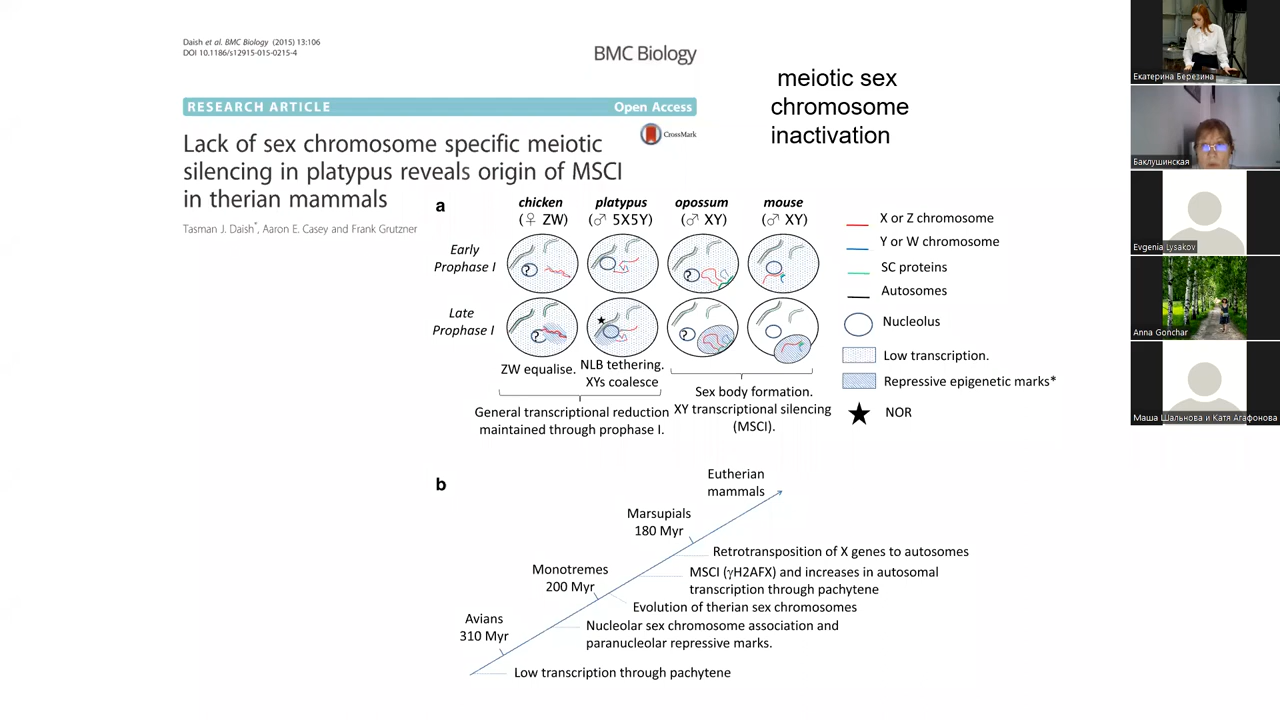 Daish et al. BMC Biology (2015) 13:106
DOI 10.1186/s12915-015-0215-4
BMC Biology
RESEARCH ARTICLE
Open Access
CrossMark
Lack of sex chromosome specific meiotic
silencing in platypus reveals origin of MSCI
in therian mammals
Tasman J. Daish*, Aaron E. Casey and Frank Grutzner
meiotic sex
chromosome
inactivation
a
chicken platypus opossum mouse
(♀ ZW) (♂ 5X5Y) (♂ XY) (♂ XY)
Early
Prophase I
Late
Prophase I
ZW equalise.
NLB tethering.
XYs coalesce
General transcriptional reduction
maintained through prophase I.
Sex body formation.
XY transcriptional silencing
(MSCI).
X or Z chromosome
Y or W chromosome
SC proteins
Autosomes
Nucleolus
Low transcription.
Repressive epigenetic marks*
NOR
b
Eutherian
mammals
Marsupials
180 Myr
Monotremes
200 Myr
Avians
310 Myr
Retrotransposition of X genes to autosomes
MSCI (γH2AFX) and increases in autosomal
transcription through pachytene
Evolution of therian sex chromosomes
Nucleolar sex chromosome association and
paranucleolar repressive marks.
Low transcription through pachytene
Екатерина Березина
Баклушинская
Evgenia Lysakov
Anna Gonchar
Маша Шальнова и Катя Агафонова